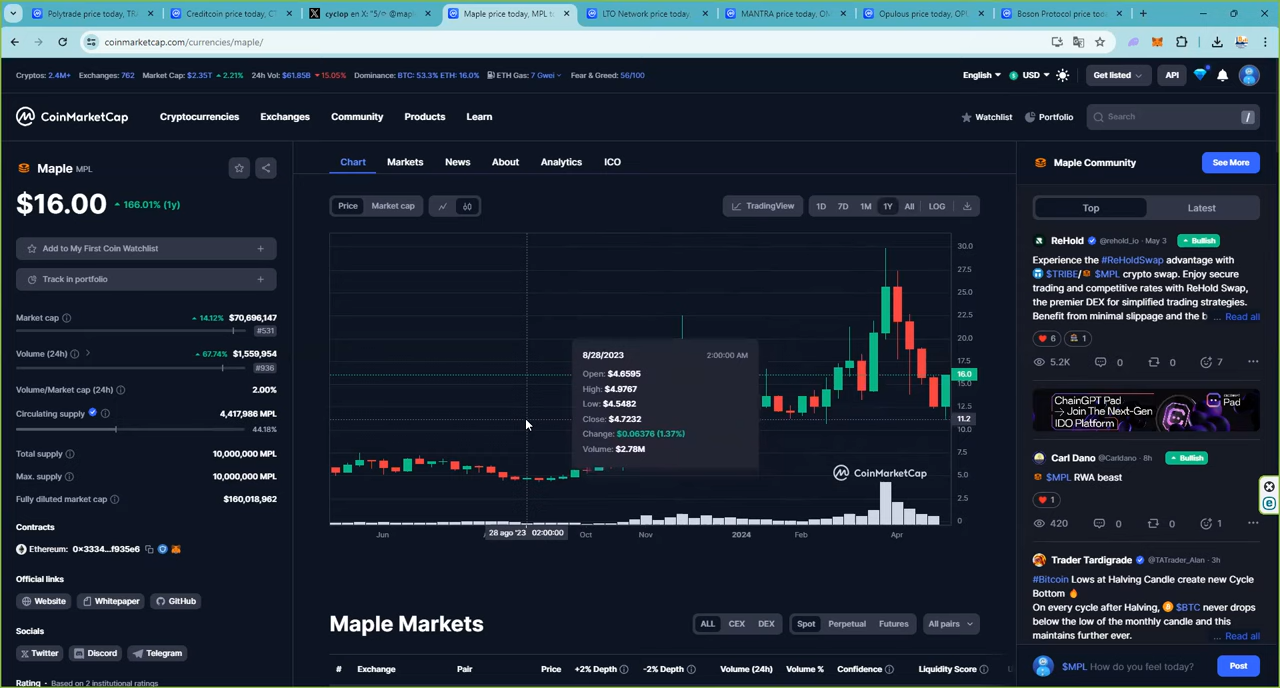 Polytrade price today, TRA
Creditcoin price today, CT
cyclop en X: "5/
@map
Maple price today, MPL to
LTO Network price today,
MANTRA price today, OM
Opulous price today, OPU
Boson Protocol price toda
coinmarketcap.com/currencies/maple/
Cryptos: 2.4M+ Exchanges: 762 Market Cap: $2.35T 2.21% 24h Vol: $61.85B 15.05% Dominance: BTC: 53.3% ETH: 16.0% ETH Gas: 7 Gwei Fear & Greed: 56/100
English USD Get listed API
CoinMarketCap
Cryptocurrencies Exchanges Community Products Learn
Watchlist Portfolio Search /
Maple MPL
$16.00 166.01% (1y)
Add to My First Coin Watchlist +
Track in portfolio +
Market cap 14.12% $70,696,147
#531
Volume (24h) 67.74% $1,559,954
#936
Volume/Market cap (24h) 2.00%
Circulating supply 4,417,986 MPL
44.18%
Total supply 10,000,000 MPL
Max. supply 10,000,000 MPL
Fully diluted market cap $160,018,962
Contracts
Ethereum: 0x3334...f935e6
Official links
Website Whitepaper GitHub
Socials
Twitter Discord Telegram
Rating · Based on 2 institutional ratings
Chart Markets News About Analytics ICO
Price Market cap
TradingView 1D 7D 1M 1Y All LOG
30.0
27.5
25.0
22.5
20.0
17.5
16.0
15.0
12.5
11.2
10.0
7.5
5.0
2.5
0
8/28/2023 2:00:00 AM
Open: $4.6595
High: $4.9767
Low: $4.5482
Close: $4.7232
Change: $0.06376 (1.37%)
Volume: $2.78M
CoinMarketCap
Jun 28 ago '23 02:00:00 Oct Nov 2024 Feb Apr
Maple Markets
ALL CEX DEX Spot Perpetual Futures All pairs
# Exchange Pair Price +2% Depth -2% Depth Volume (24h) Volume % Confidence Liquidity Score
Maple Community See More
Top Latest
ReHold @rehold_io · May 3 Bullish
Experience the #ReHoldSwap advantage with
$TRIBE/ $MPL crypto swap. Enjoy secure
trading and competitive rates with ReHold Swap,
the premier DEX for simplified trading strategies.
Benefit from minimal slippage and the b ... Read all
6 1
5.2K 0 0 7
ChainGPT Pad
→ Join The Next-Gen
IDO Platform
Pad
Carl Dano @Carldano · 8h Bullish
$MPL RWA beast
1
420 0 0 1
Trader Tardigrade @TATrader_Alan · 3h
#Bitcoin Lows at Halving Candle create new Cycle
Bottom
On every cycle after Halving, $BTC never drops
below the low of the monthly candle and this
maintains further ever. ... Read all
$MPL How do you feel today? Post